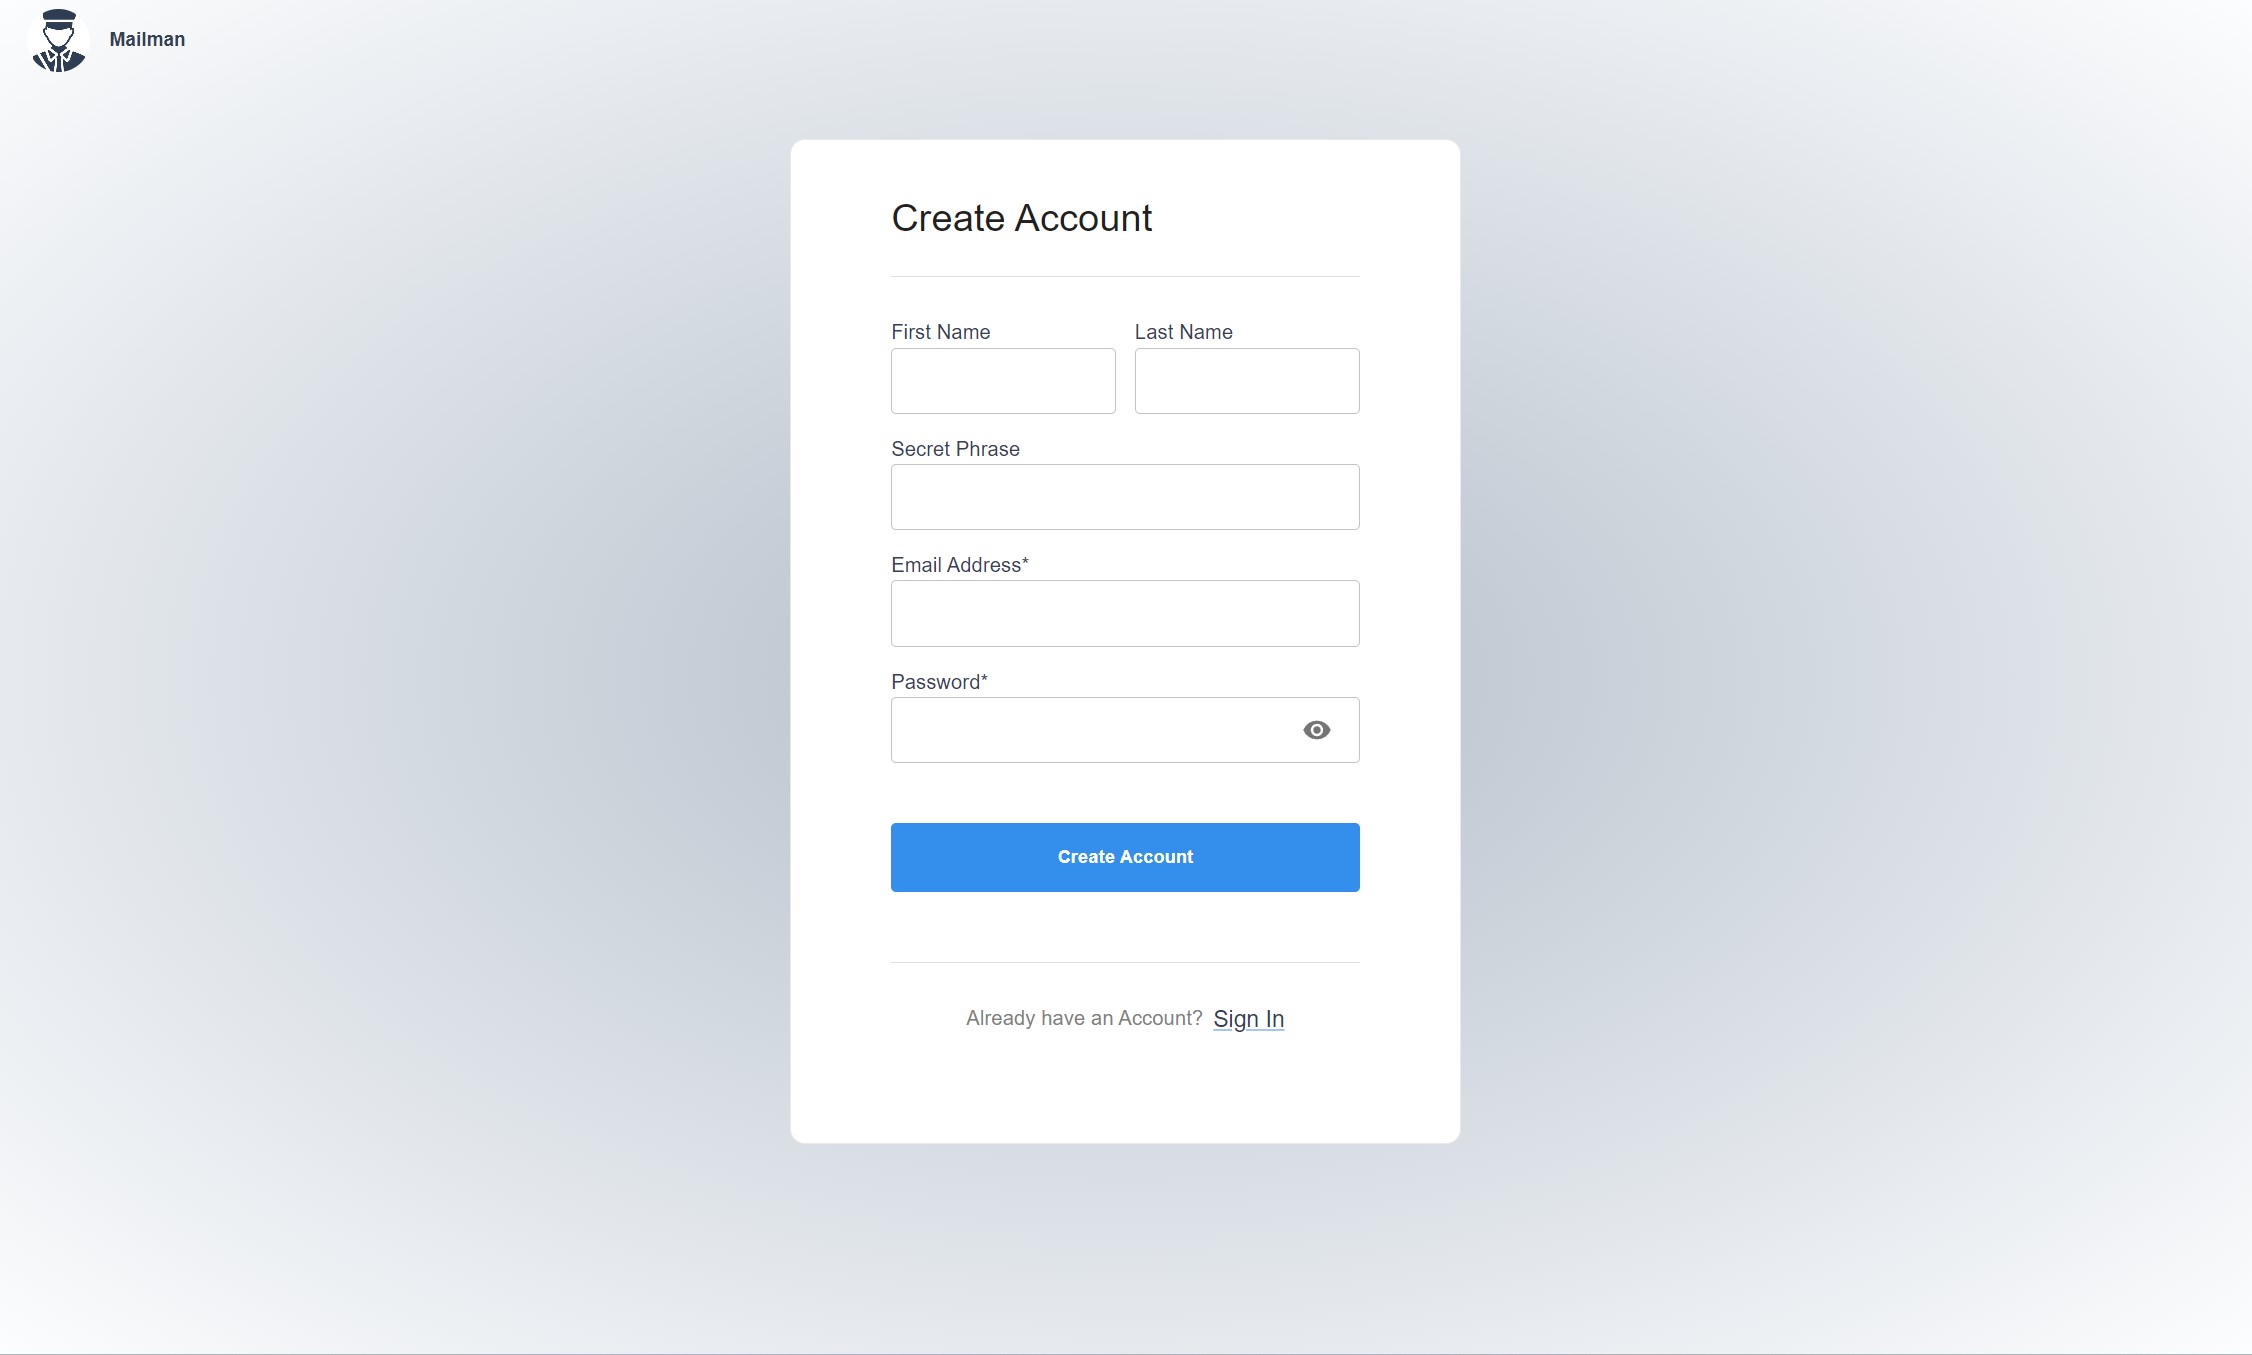 Mailman
Create Account
First Name Last Name
Secret Phrase
Email Address*
Password*
Create Account
Already have an Account? Sign In